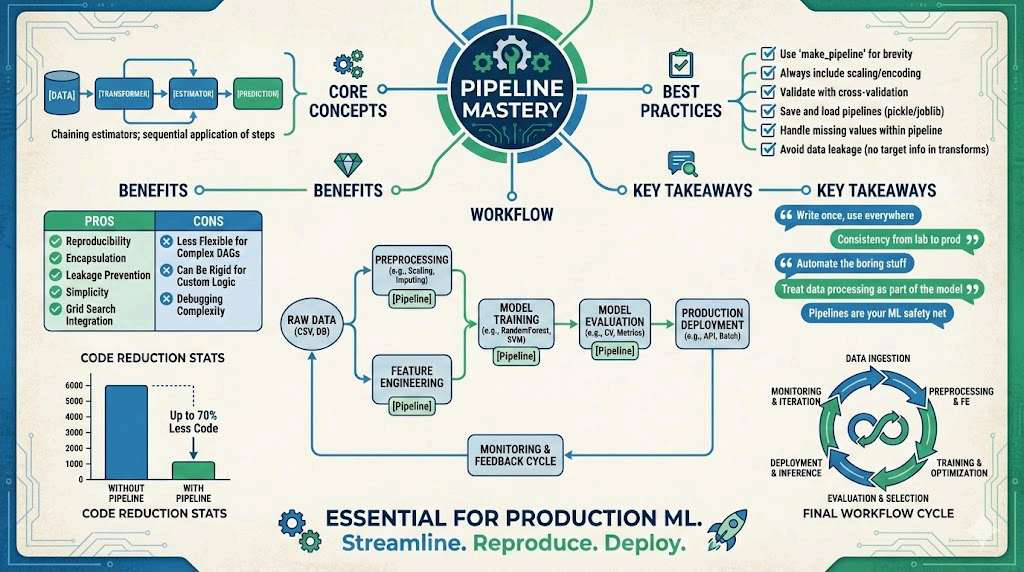 PIPELINE
MASTERY
CORE
CONCEPTS
[DATA]
[TRANSFORMER]
[ESTIMATOR]
[PREDICTION]
Chaining estimators; sequential application of steps
BEST
PRACTICES
Use 'make_pipeline' for brevity
Always include scaling/encoding
Validate with cross-validation
Save and load pipelines (pickle/joblib)
Handle missing values within pipeline
Avoid data leakage (no target info in transforms)
BENEFITS
BENEFITS
PROS
Reproducibility
Encapsulation
Leakage Prevention
Simplicity
Grid Search
Integration
CONS
Less Flexible for
Complex DAGs
Can Be Rigid for
Custom Logic
Debugging
Complexity
WORKFLOW
RAW DATA
(CSV, DB)
PREPROCESSING
(e.g., Scaling,
Imputing)
[Pipeline]
FEATURE
ENGINEERING
[Pipeline]
MODEL
TRAINING
(e.g., RandomForest,
SVM)
[Pipeline]
MODEL
EVALUATION
(e.g., CV, Metrics)
[Pipeline]
PRODUCTION
DEPLOYMENT
(e.g., API, Batch)
MONITORING &
FEEDBACK CYCLE
KEY TAKEAWAYS
KEY TAKEAWAYS
“ Write once, use everywhere
Consistency from lab to prod ”
“ Automate the boring stuff
Treat data processing as part of the model ”
“ Pipelines are your ML safety net
CODE REDUCTION STATS
6000
5000
4000
3000
2000
1000
0
Up to 70%
Less Code
WITHOUT
PIPELINE
WITH
PIPELINE
CODE REDUCTION STATS
DATA INGESTION
PREPROCESSING
& FE
TRAINING &
OPTIMIZATION
EVALUATION & SELECTION
DEPLOYMENT
& INFERENCE
MONITORING
& ITERATION
FINAL WORKFLOW CYCLE
ESSENTIAL FOR PRODUCTION ML.
Streamline. Reproduce. Deploy.